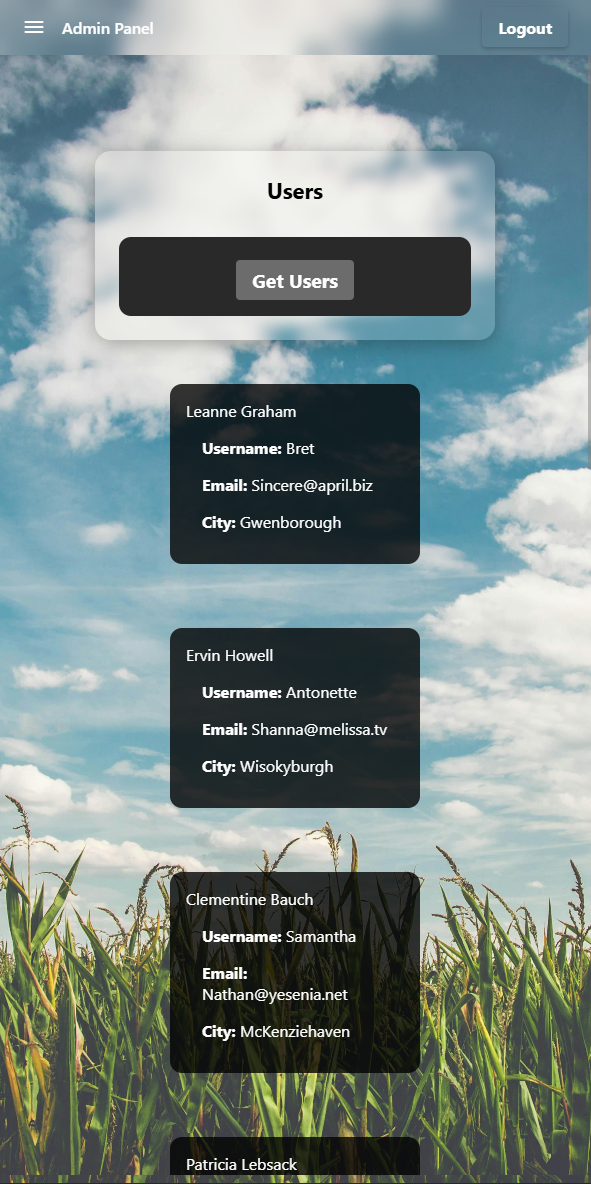 Admin Panel
Logout
Users
Get Users
Leanne Graham
Username: Bret
Email: Sincere@april.biz
City: Gwenborough
Ervin Howell
Username: Antonette
Email: Shanna@melissa.tv
City: Wisokyburgh
Clementine Bauch
Username: Samantha
Email:
Nathan@yesenia.net
City: McKenziehaven
Patricia Lebsack